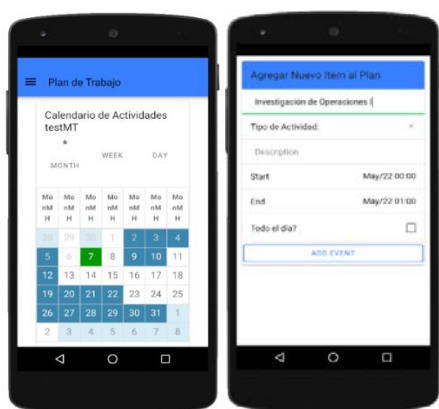 Plan de Trabajo
Calendario de Actividades
testMT
MONTH
WEEK
DAY
Mo Mo Mo Mo Mo Mo Mo
nM nM nM nM nM nM nM
H H H H H H H
28 29 30 1 2 3 4
5 6 7 8 9 10 11
12 13 14 15 16 17 18
19 20 21 22 23 24 25
26 27 28 29 30 31 1
2 3 4 5 6 7 8
Agregar Nuevo Item al Plan
Investigación de Operaciones I
Tipo de Actividad:
Description
Start May/22 00:00
End May/22 01:00
Todo el día?
ADD EVENT